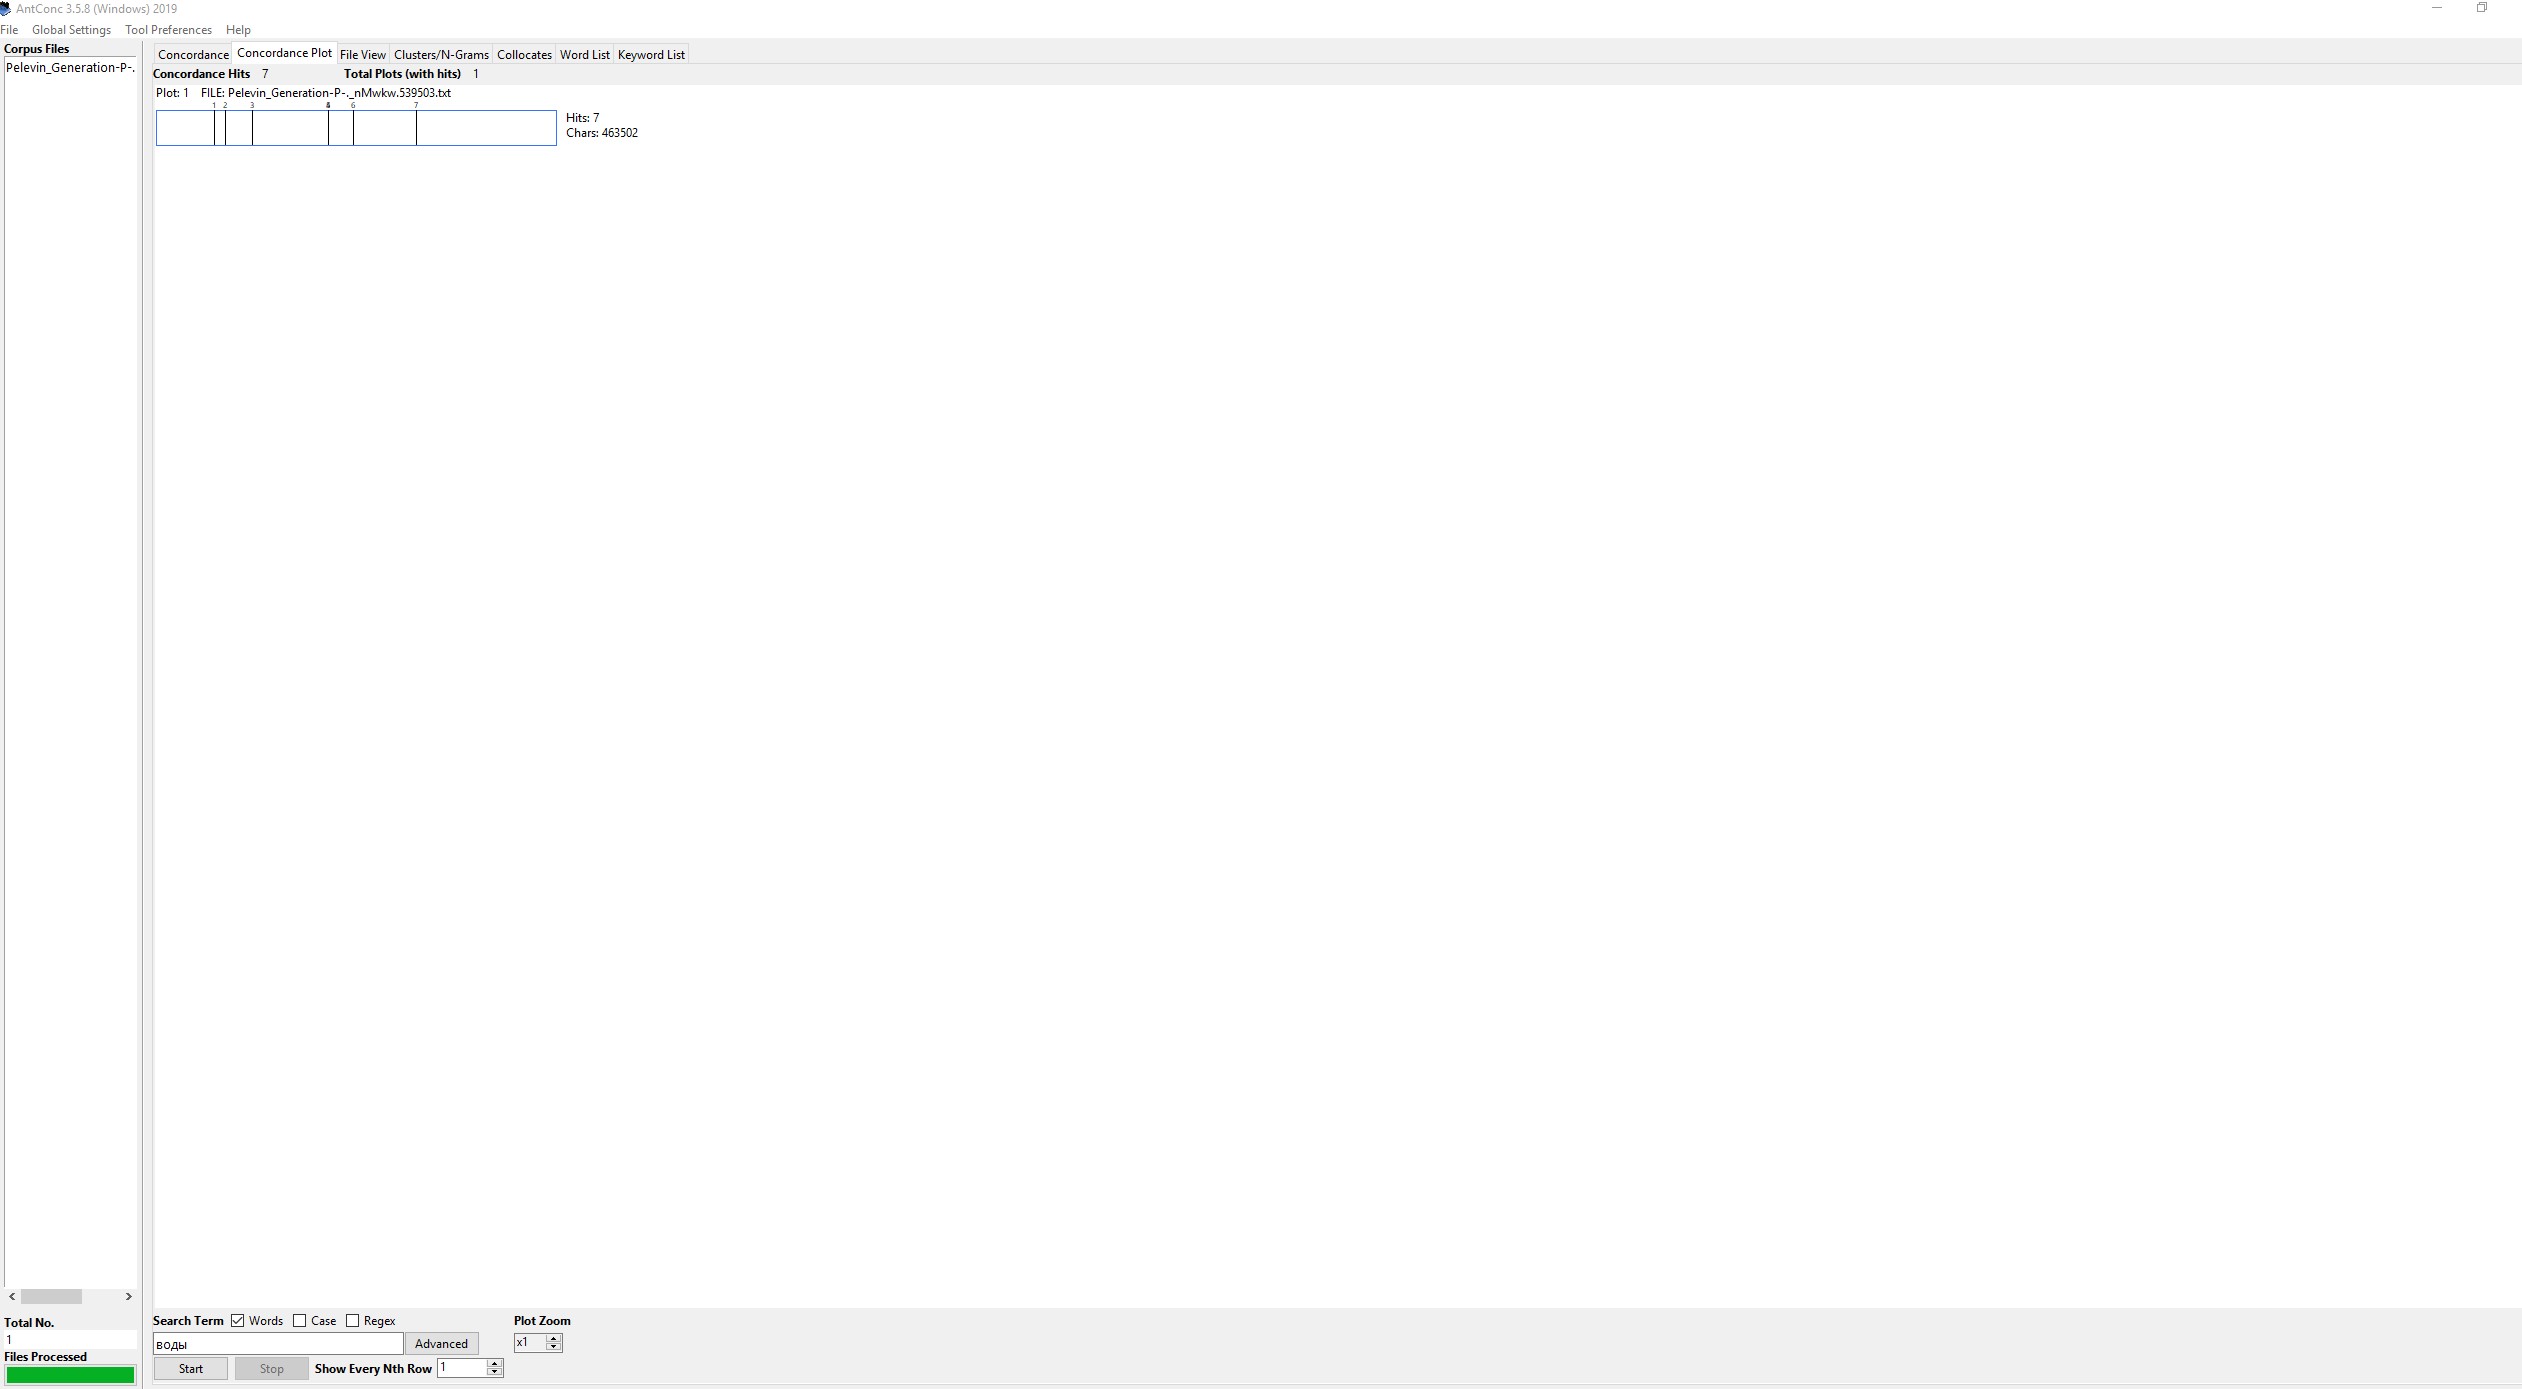 AntConc 3.5.8 (Windows) 2019
File Global Settings Tool Preferences Help
Corpus Files
Pelevin_Generation-P-.
Concordance Concordance Plot File View Clusters/N-Grams Collocates Word List Keyword List
Concordance Hits 7 Total Plots (with hits) 1
Plot: 1 FILE: Pelevin_Generation-P-._nMwkw.539503.txt
1 2 3 6 7
Hits: 7
Chars: 463502
Total No.
1
Files Processed
Search Term Words Case Regex Plot Zoom
воды Advanced x1
Start Stop Show Every Nth Row 1